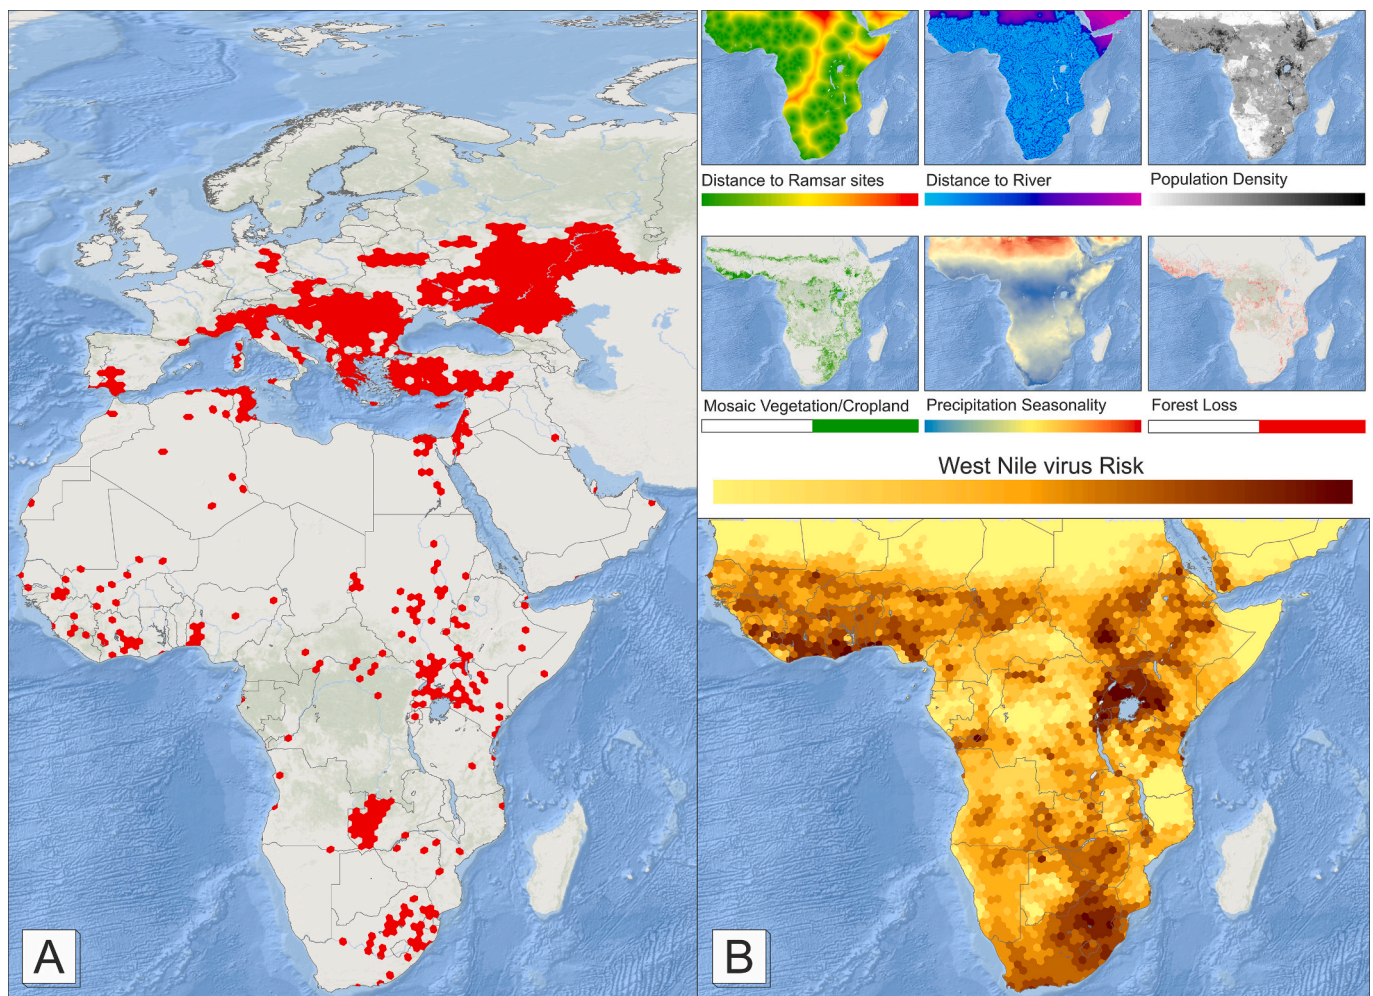 Distance to Ramsar sites
Distance to River
Population Density
Mosaic Vegetation/Cropland
Precipitation Seasonality
Forest Loss
West Nile virus Risk
A
B